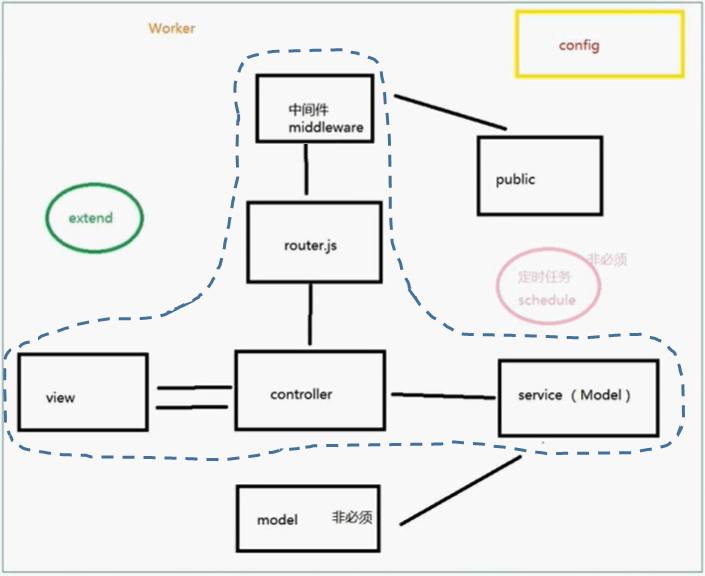 Worker
config
中间件
middleware
public
extend
router.js
非必须
定时任务
schedule
view
controller
service （Model）
model 非必须